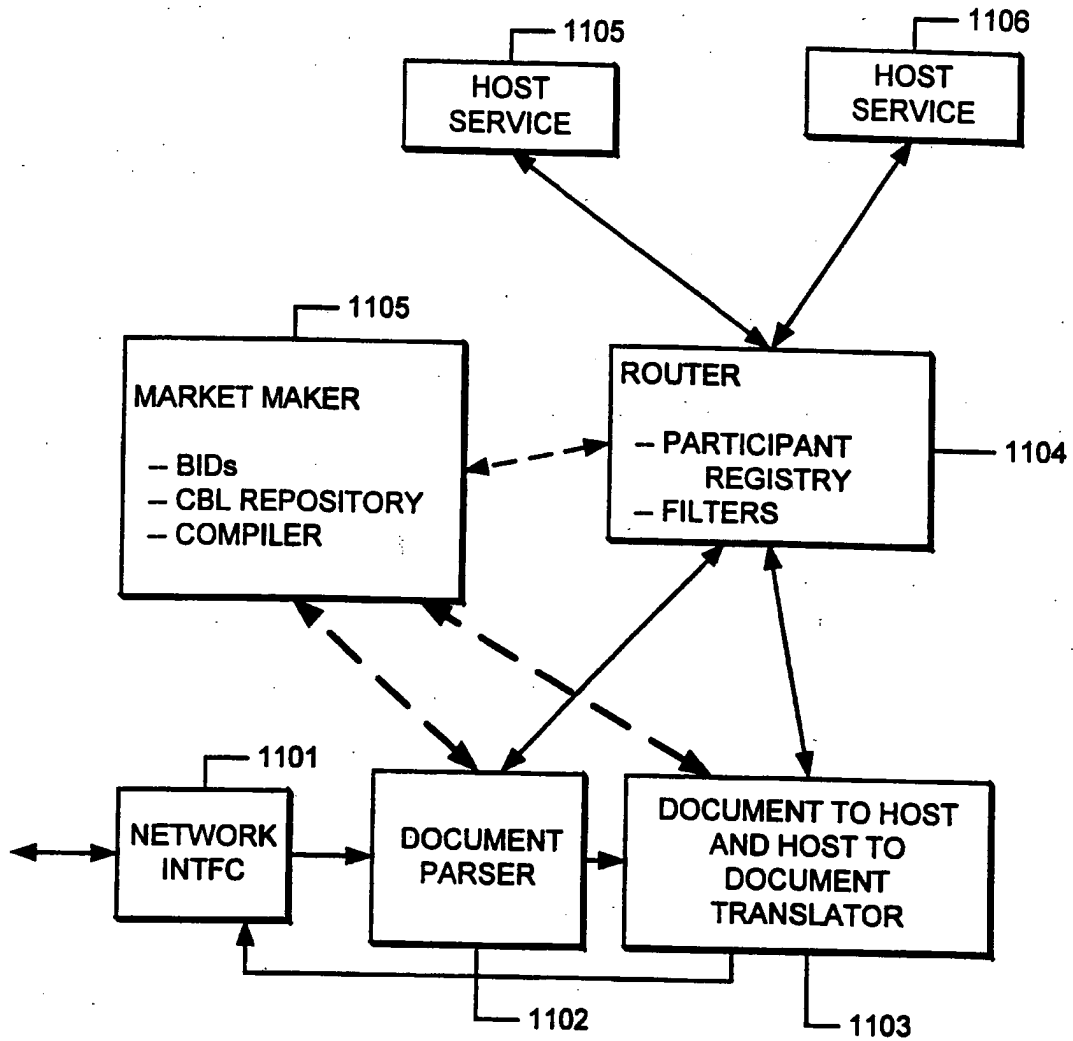 1105
HOST
SERVICE
1106
HOST
SERVICE
1105
MARKET MAKER
– BIDs
– CBL REPOSITORY
– COMPILER
ROUTER
– PARTICIPANT
REGISTRY
– FILTERS
1104
1101
NETWORK
INTFC
DOCUMENT
PARSER
1102
DOCUMENT TO HOST
AND HOST TO
DOCUMENT
TRANSLATOR
1103